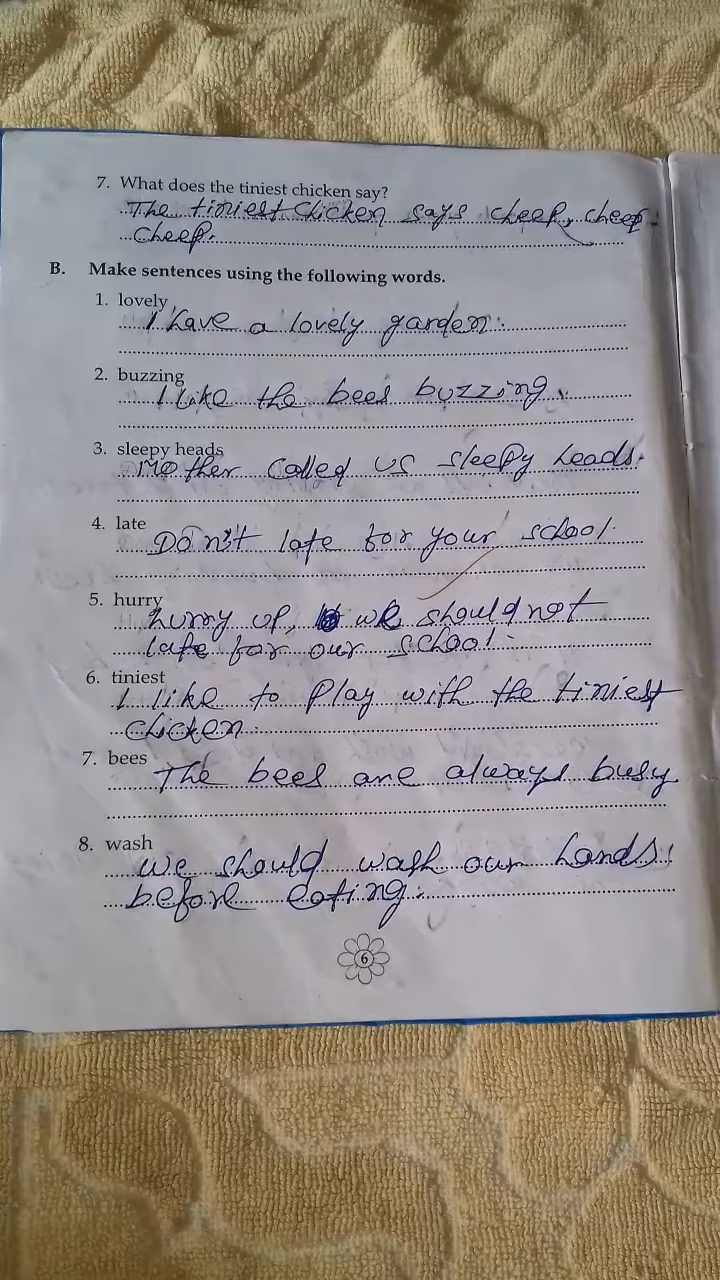 7. What does the tiniest chicken say?
The tiniest chicken says cheep, cheep
cheep.
B. Make sentences using the following words.
1. lovely
I have a lovely garden.
2. buzzing
I like the bees buzzing.
3. sleepy heads
Mother called us sleepy heads.
4. late
Don't late for your school.
5. hurry
hurry up, we should not
late for our school.
6. tiniest
I like to play with the tiniest
chicken.
7. bees
The bees are always busy
8. wash
we should wash our hands
before eating.
6